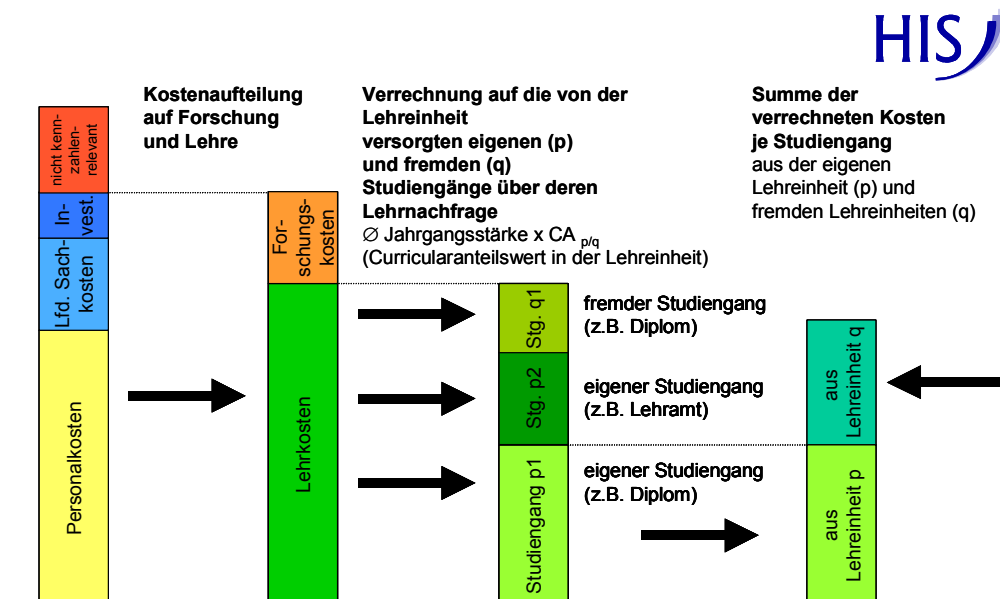 HIS
Kostenaufteilung
auf Forschung
und Lehre
Verrechnung auf die von der
Lehreinheit
versorgten eigenen (p)
und fremden (q)
Studiengänge über deren
Lehrnachfrage
∅ Jahrgangsstärke x CA p/q
(Curricularanteilswert in der Lehreinheit)
Summe der
verrechneten Kosten
je Studiengang
aus der eigenen
Lehreinheit (p) und
fremden Lehreinheiten (q)
nicht kenn-
zahlen-
relevant
In-
vest.
Lfd. Sach-
kosten
Personalkosten
For-
schungs-
kosten
Lehrkosten
Stg. q1
Stg. p2
Studiengang p1
fremder Studiengang
(z.B. Diplom)
eigener Studiengang
(z.B. Lehramt)
eigener Studiengang
(z.B. Diplom)
aus
Lehreinheit q
aus
Lehreinheit p